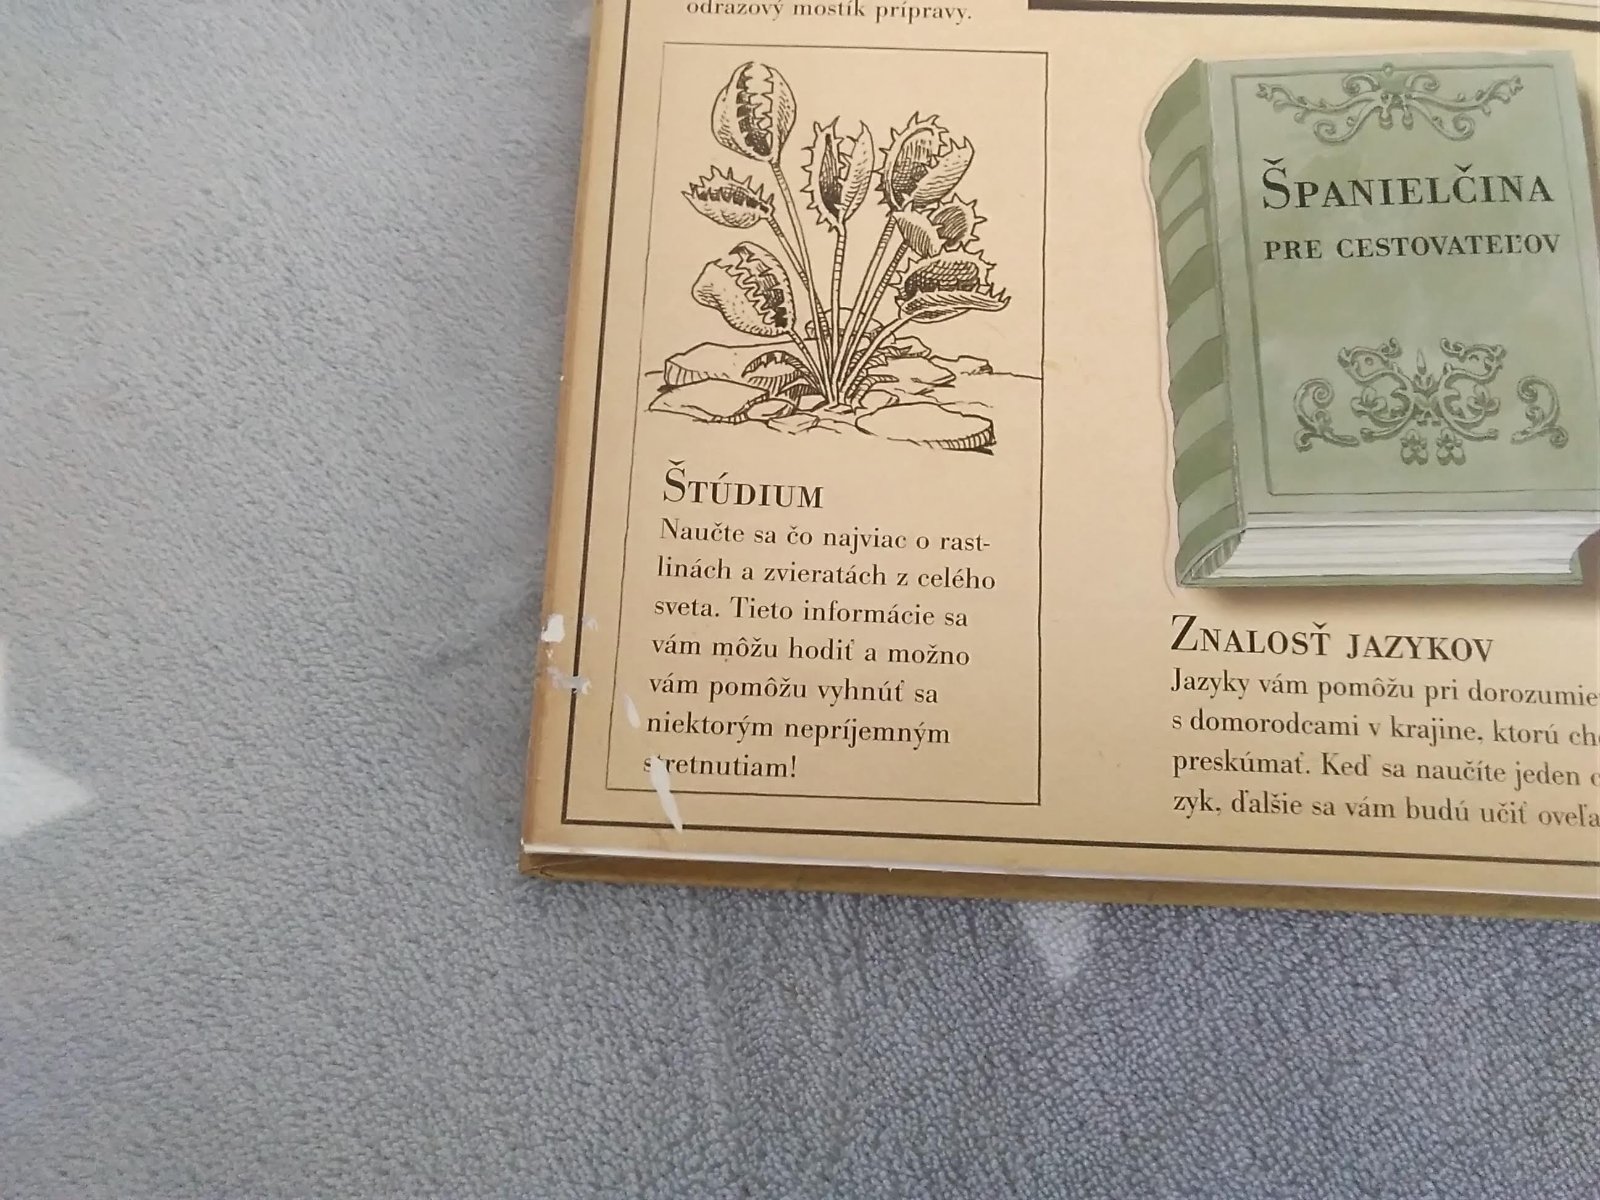 odrazový mostík prípravy.
Štúdium
Naučte sa čo najviac o rast-
linách a zvieratách z celého
sveta. Tieto informácie sa
vám môžu hodiť a možno
vám pomôžu vyhnúť sa
niektorým nepríjemným
stretnutiam!
Španielčina
pre cestovateľov
Znalosť jazykov
Jazyky vám pomôžu pri
s domorodcami v krajine, ktorú
preskúmať. Keď sa naučíte jeden
zyk, ďalšie sa vám budú učiť